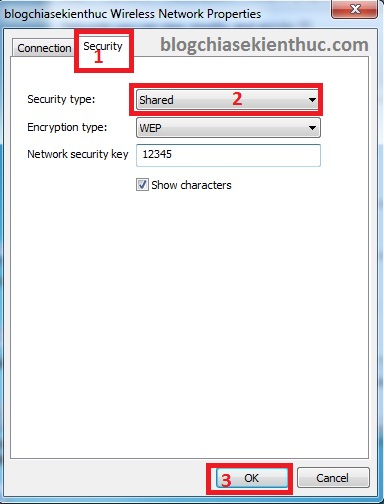 blogchiasekienthuc Wireless Network Properties
blogchiasekienthuc.com
Connection Security
1
Security type: Shared 2
Encryption type: WEP
Network security key 12345
Show characters
3 OK Cancel